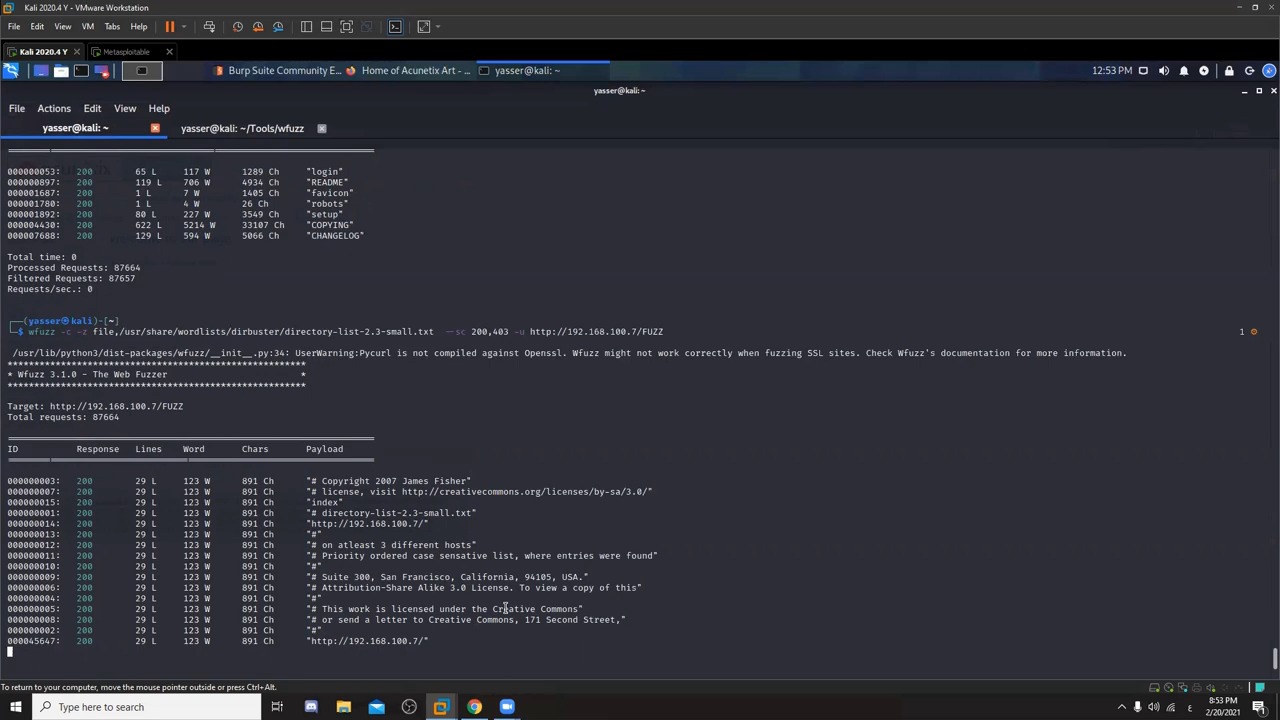 Kali 2020.4 Y - VMware Workstation
File Edit View VM Tabs Help
Kali 2020.4 Y Metasploitable
Burp Suite Community E... Home of Acunetix Art - ... yasser@kali: ~ 12:53 PM
yasser@kali: ~
File Actions Edit View Help
yasser@kali: ~ yasser@kali: ~/Tools/wfuzz
000000053: 200 65 L 117 W 1289 Ch "login"
000000897: 200 119 L 706 W 4934 Ch "README"
000001687: 200 1 L 7 W 1405 Ch "favicon"
000001780: 200 1 L 4 W 26 Ch "robots"
000001892: 200 80 L 227 W 3549 Ch "setup"
000004430: 200 622 L 5214 W 33107 Ch "COPYING"
000007688: 200 129 L 594 W 5066 Ch "CHANGELOG"
Total time: 0
Processed Requests: 87664
Filtered Requests: 87657
Requests/sec.: 0
(yasser㉿kali)-[~]
$ wfuzz -c -z file,/usr/share/wordlists/dirbuster/directory-list-2.3-small.txt --sc 200,403 -u http://192.168.100.7/FUZZ 1 ⚙
/usr/lib/python3/dist-packages/wfuzz/__init__.py:34: UserWarning:Pycurl is not compiled against Openssl. Wfuzz might not work correctly when fuzzing SSL sites. Check Wfuzz's documentation for more information.
********************************************************
* Wfuzz 3.1.0 - The Web Fuzzer *
********************************************************
Target: http://192.168.100.7/FUZZ
Total requests: 87664
ID Response Lines Word Chars Payload
000000003: 200 29 L 123 W 891 Ch "# Copyright 2007 James Fisher"
000000007: 200 29 L 123 W 891 Ch "# license, visit http://creativecommons.org/licenses/by-sa/3.0/"
000000015: 200 29 L 123 W 891 Ch "index"
000000001: 200 29 L 123 W 891 Ch "# directory-list-2.3-small.txt"
000000014: 200 29 L 123 W 891 Ch "http://192.168.100.7/"
000000013: 200 29 L 123 W 891 Ch "#"
000000012: 200 29 L 123 W 891 Ch "# on atleast 3 different hosts"
000000011: 200 29 L 123 W 891 Ch "# Priority ordered case sensative list, where entries were found"
000000010: 200 29 L 123 W 891 Ch "#"
000000009: 200 29 L 123 W 891 Ch "# Suite 300, San Francisco, California, 94105, USA."
000000006: 200 29 L 123 W 891 Ch "# Attribution-Share Alike 3.0 License. To view a copy of this"
000000004: 200 29 L 123 W 891 Ch "#"
000000005: 200 29 L 123 W 891 Ch "# This work is licensed under the Creative Commons"
000000008: 200 29 L 123 W 891 Ch "# or send a letter to Creative Commons, 171 Second Street,"
000000002: 200 29 L 123 W 891 Ch "#"
000045647: 200 29 L 123 W 891 Ch "http://192.168.100.7/"
To return to your computer, move the mouse pointer outside or press Ctrl+Alt.
Type here to search
8:53 PM
2/20/2021